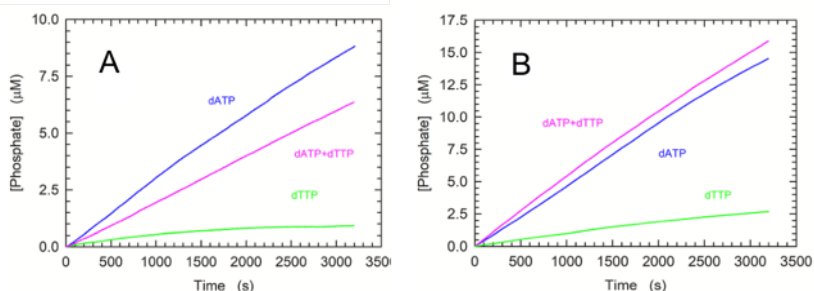 A
10.0
7.5
5.0
2.5
0.0
[Phosphate] (μM)
dATP
dATP+dTTP
dTTP
0 500 1000 1500 2000 2500 3000 3500
Time (s)
B
17.5
15.0
12.5
10.0
7.5
5.0
2.5
0.0
[Phosphate] (μM)
dATP+dTTP
dATP
dTTP
0 500 1000 1500 2000 2500 3000 3500
Time (s)